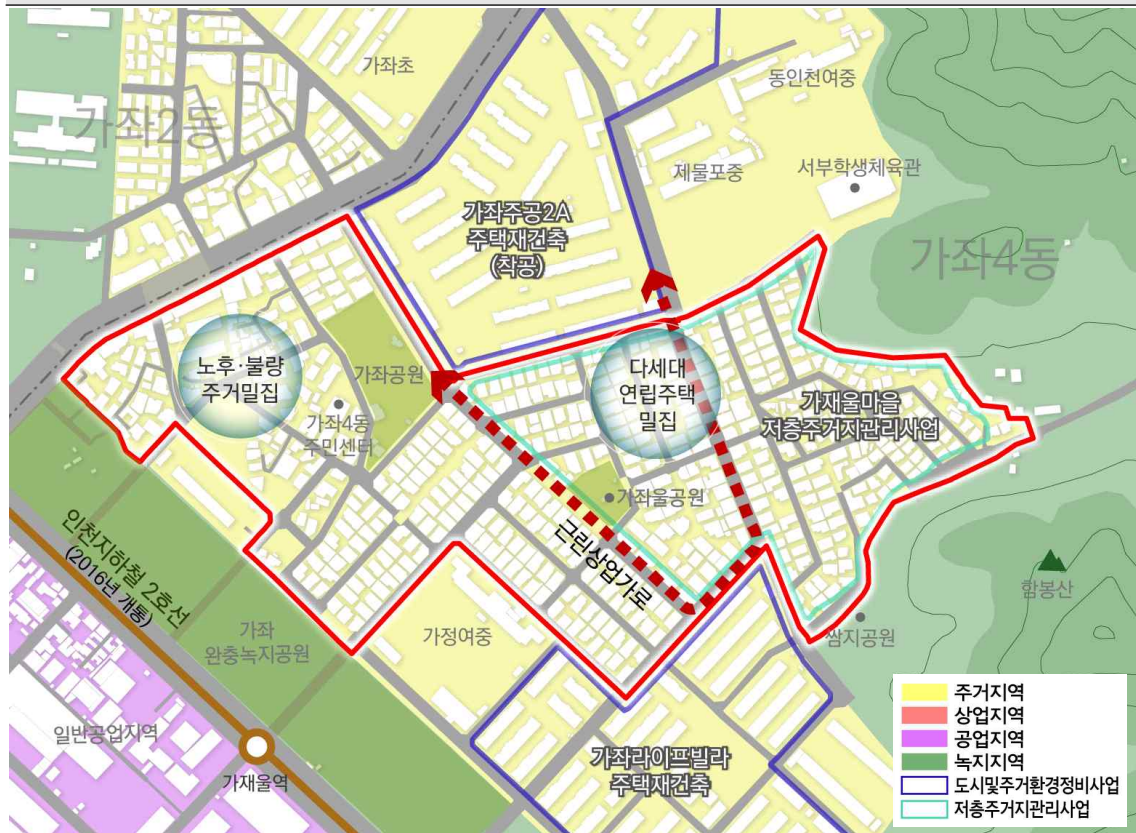 가좌초
동인천여중
가좌2동
제물포중
서부학생체육관
가좌주공2A
주택재건축
(착공)
가좌4동
노후·불량
주거밀집
가좌공원
다세대
연립주택
밀집
가재울마을
저층주거지관리사업
가좌4동
주민센터
가좌울공원
근린상업가로
인천지하철 2호선
(2016년 개통)
함봉산
가좌
완충녹지공원
가정여중
쌈지공원
일반공업지역
가재울역
가좌라이프빌라
주택재건축
주거지역
상업지역
공업지역
녹지지역
도시및주거환경정비사업
저층주거지관리사업